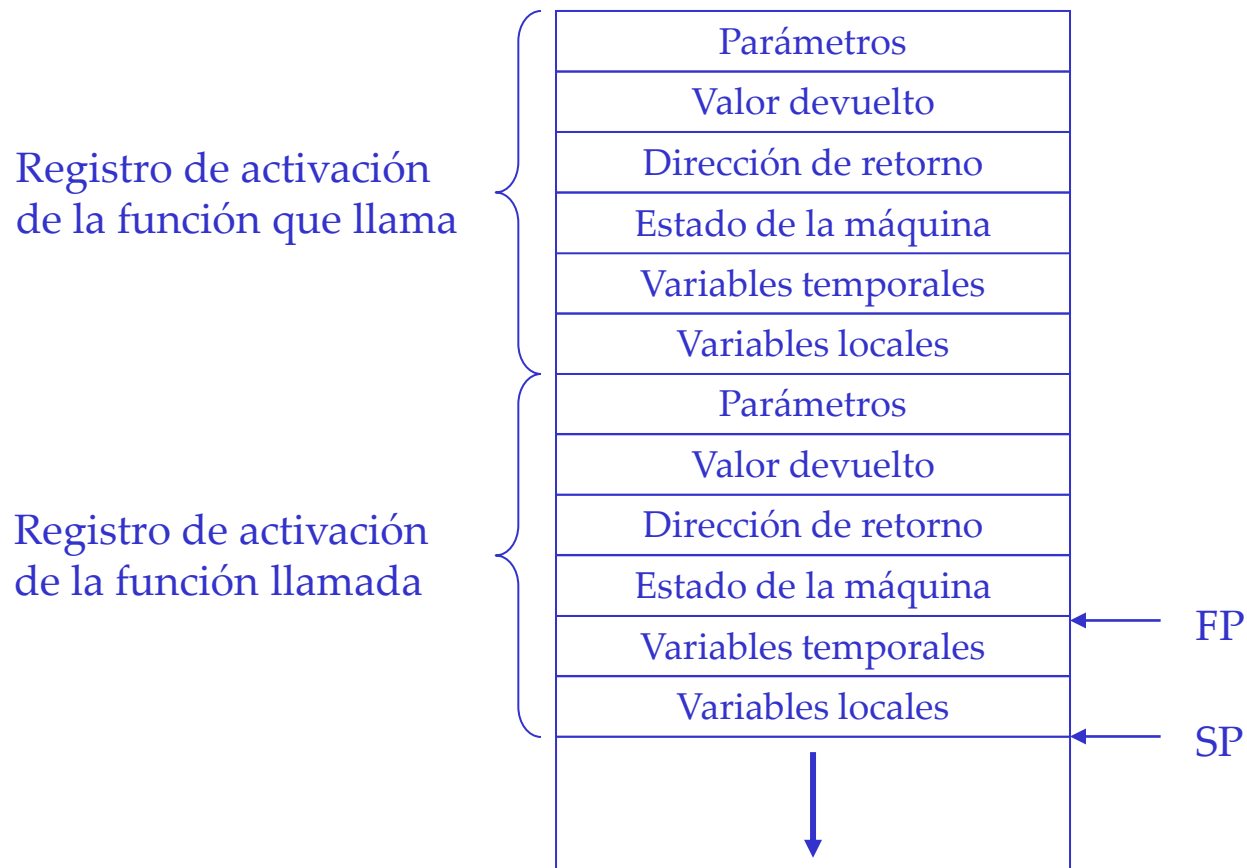 Parámetros
Valor devuelto
Dirección de retorno
Estado de la máquina
Variables temporales
Variables locales
Registro de activación
de la función que llama
Parámetros
Valor devuelto
Dirección de retorno
Estado de la máquina
Variables temporales
Variables locales
Registro de activación
de la función llamada
FP
SP